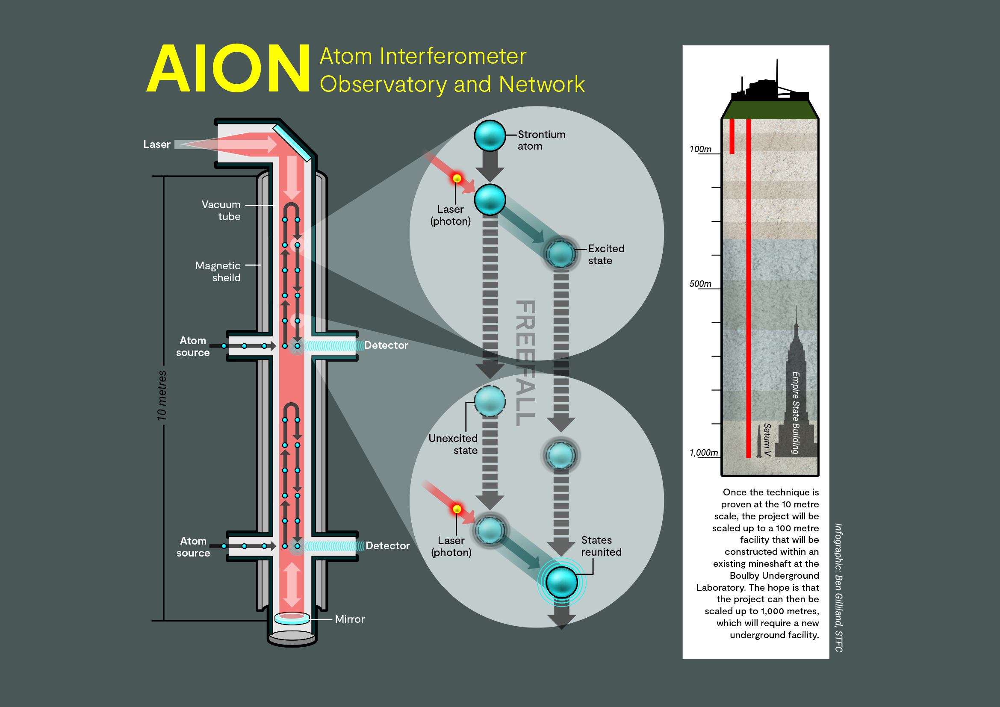 AION
Atom Interferometer
Observatory and Network
Laser
Vacuum
tube
Magnetic
sheild
Atom
source
Detector
10 metres
Atom
source
Detector
Mirror
Strontium
atom
Laser
(photon)
Excited
state
FREEFALL
Unexcited
state
Laser
(photon)
States
reunited
100m
500m
1,000m
Saturn V
Empire State Building
Once the technique is
proven at the 10 metre
scale, the project will be
scaled up to a 100 metre
facility that will be
constructed within an
existing mineshaft at the
Boulby Underground
Laboratory. The hope is that
the project can then be
scaled up to 1,000 metres,
which will require a new
underground facility.
Infographic: Ben Gilliland, STFC